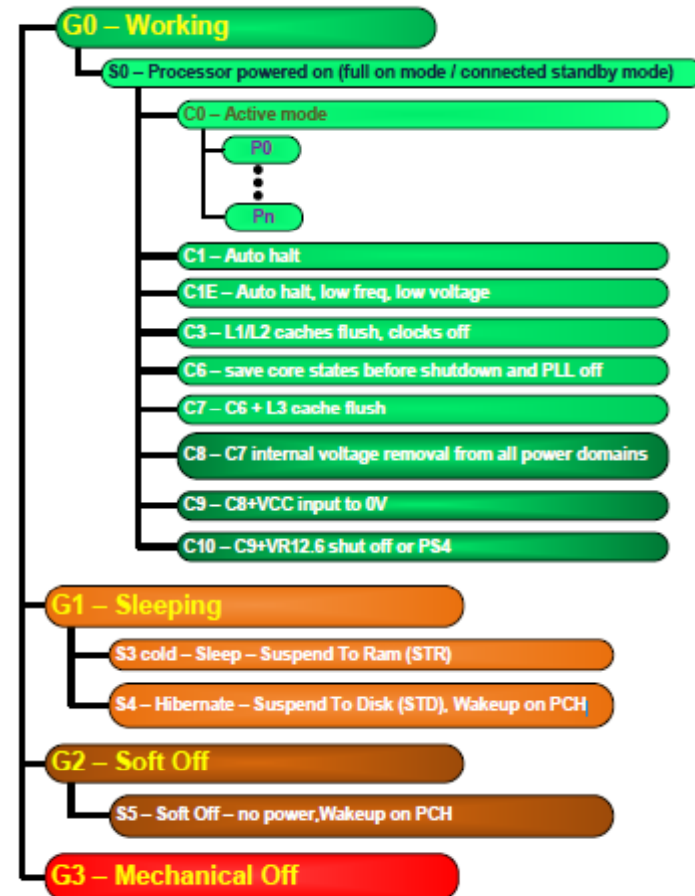 G0 – Working
S0 – Processor powered on (full on mode / connected standby mode)
C0 – Active mode
P0
Pn
C1 – Auto halt
C1E – Auto halt, low freq, low voltage
C3 – L1/L2 caches flush, clocks off
C6 – save core states before shutdown and PLL off
C7 – C6 + L3 cache flush
C8 – C7 internal voltage removal from all power domains
C9 – C8+VCC input to 0V
C10 – C9+VR12.6 shut off or PS4
G1 – Sleeping
S3 cold – Sleep – Suspend To Ram (STR)
S4 – Hibernate – Suspend To Disk (STD), Wakeup on PCH
G2 – Soft Off
S5 – Soft Off – no power,Wakeup on PCH
G3 – Mechanical Off